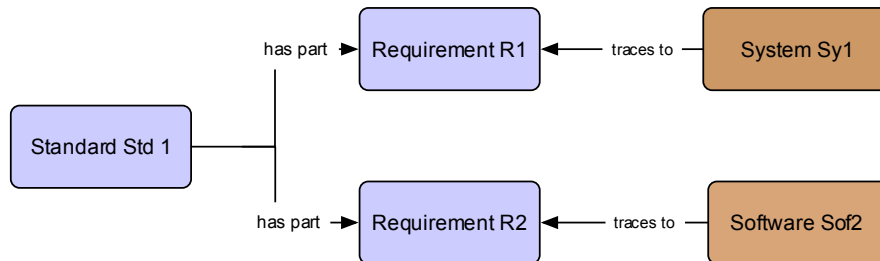 has part
Requirement R1
traces to
System Sy1
Standard Std 1
has part
Requirement R2
traces to
Software Sof2